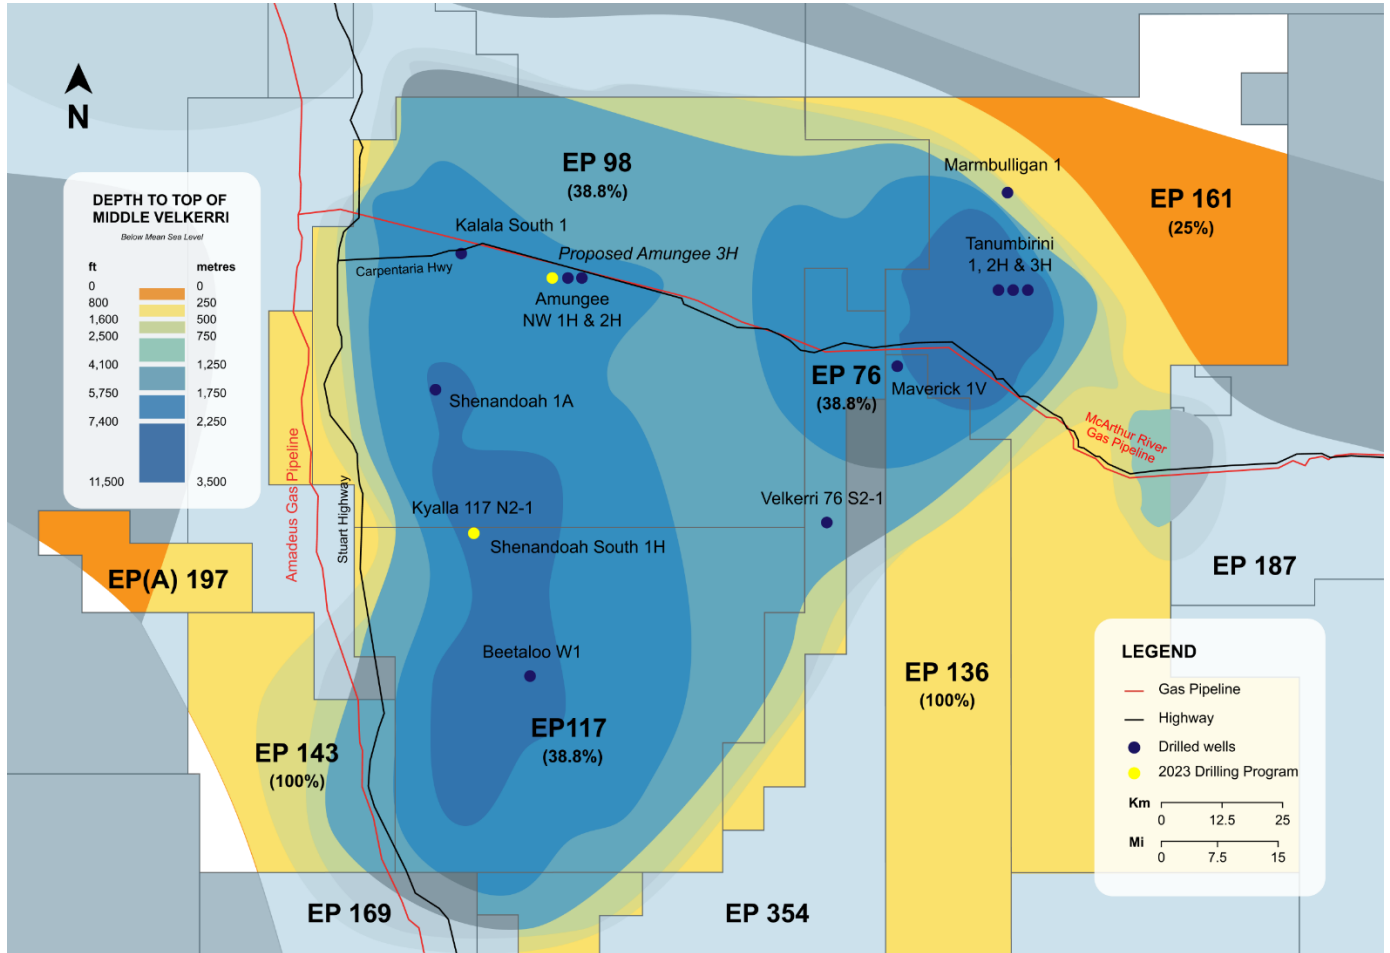 N
DEPTH TO TOP OF
MIDDLE VELKERRI
Below Mean Sea Level
ft metres
0 0
800 250
1,600 500
2,500 750
4,100 1,250
5,750 1,750
7,400 2,250
11,500 3,500
EP 98
(38.8%)
Marmbulligan 1
EP 161
(25%)
Kalala South 1
Proposed Amungee 3H
Carpentaria Hwy
Amungee
NW 1H & 2H
Tanumbirini
1, 2H & 3H
EP 76
(38.8%)
Maverick 1V
Shenandoah 1A
McArthur River
Gas Pipeline
Amadeus Gas Pipeline
Stuart Highway
Kyalla 117 N2-1
Shenandoah South 1H
Velkerri 76 S2-1
EP(A) 197
EP 187
Beetaloo W1
EP117
(38.8%)
EP 136
(100%)
EP 143
(100%)
EP 169
EP 354
LEGEND
Gas Pipeline
Highway
Drilled wells
2023 Drilling Program
Km
0 12.5 25
Mi
0 7.5 15